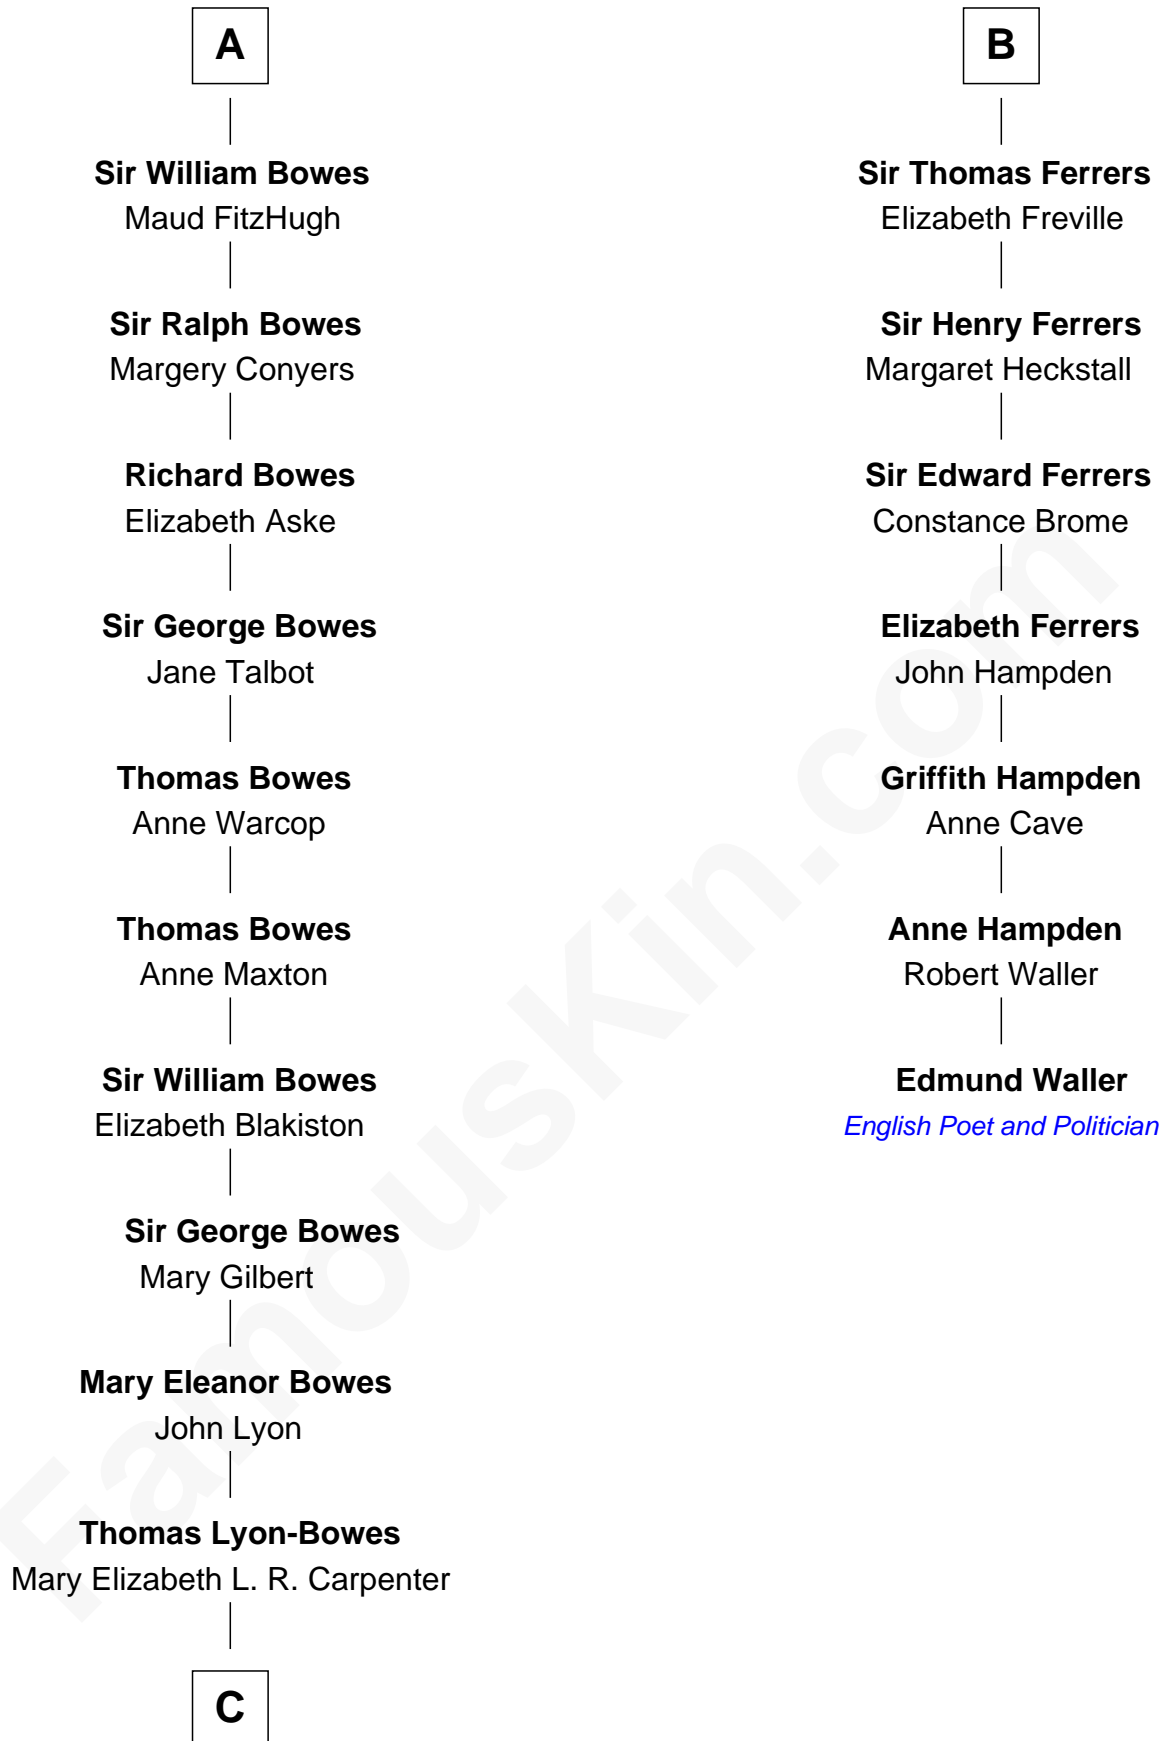 A
Sir William Bowes
Maud FitzHugh
Sir Ralph Bowes
Margery Conyers
Richard Bowes
Elizabeth Aske
Sir George Bowes
Jane Talbot
Thomas Bowes
Anne Warcop
Thomas Bowes
Anne Maxton
Sir William Bowes
Elizabeth Blakiston
Sir George Bowes
Mary Gilbert
Mary Eleanor Bowes
John Lyon
Thomas Lyon-Bowes
Mary Elizabeth L. R. Carpenter
C
B
Sir Thomas Ferrers
Elizabeth Freville
Sir Henry Ferrers
Margaret Heckstall
Sir Edward Ferrers
Constance Brome
Elizabeth Ferrers
John Hampden
Griffith Hampden
Anne Cave
Anne Hampden
Robert Waller
Edmund Waller
English Poet and Politician
FamousKin.com